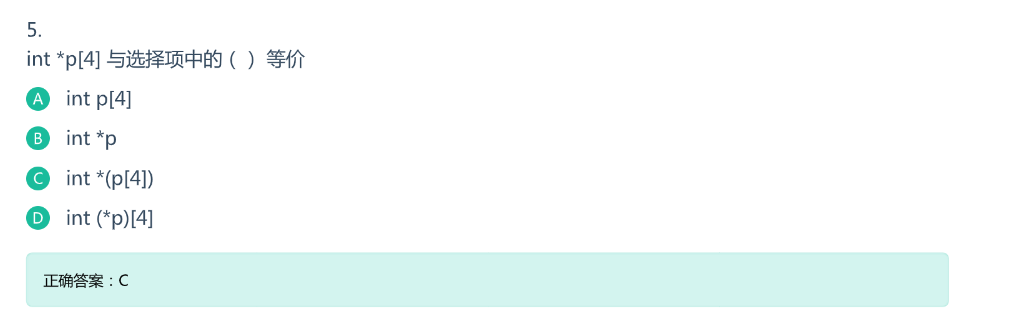 5.
int *p[4] 与选择项中的 ( ) 等价
A int p[4]
B int *p
C int *(p[4])
D int (*p)[4]
正确答案：C